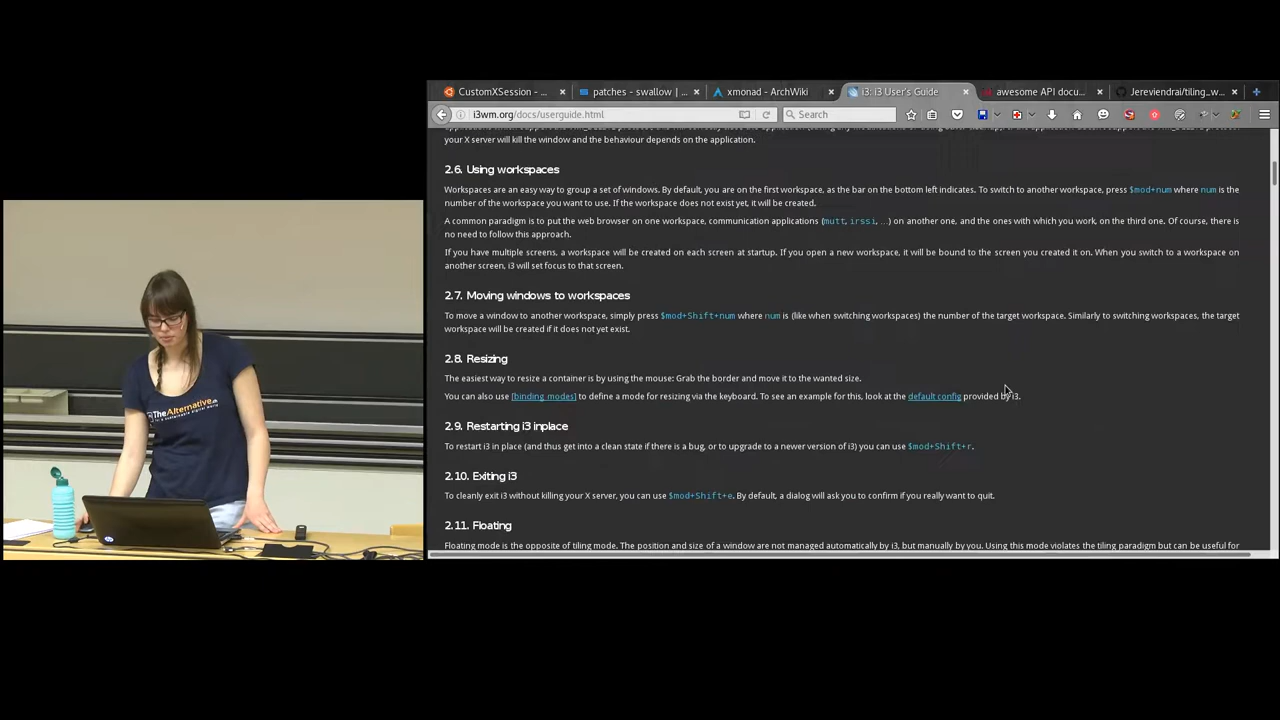 CustomXSession - ...
patches - swallow | ...
xmonad - ArchWiki
i3: i3 User's Guide
awesome API docu...
Jereviendrai/tiling_w...
i3wm.org/docs/userguide.html
Search
your X server will kill the window and the behaviour depends on the application.
2.6. Using workspaces
Workspaces are an easy way to group a set of windows. By default, you are on the first workspace, as the bar on the bottom left indicates. To switch to another workspace, press $mod+num where num is the
number of the workspace you want to use. If the workspace does not exist yet, it will be created.
A common paradigm is to put the web browser on one workspace, communication applications (mutt, irssi, ...) on another one, and the ones with which you work, on the third one. Of course, there is
no need to follow this approach.
If you have multiple screens, a workspace will be created on each screen at startup. If you open a new workspace, it will be bound to the screen you created it on. When you switch to a workspace on
another screen, i3 will set focus to that screen.
2.7. Moving windows to workspaces
To move a window to another workspace, simply press $mod+Shift+num where num is (like when switching workspaces) the number of the target workspace. Similarly to switching workspaces, the target
workspace will be created if it does not yet exist.
2.8. Resizing
The easiest way to resize a container is by using the mouse: Grab the border and move it to the wanted size.
You can also use [binding_modes] to define a mode for resizing via the keyboard. To see an example for this, look at the default config provided by i3.
2.9. Restarting i3 inplace
To restart i3 in place (and thus get into a clean state if there is a bug, or to upgrade to a newer version of i3) you can use $mod+Shift+r.
2.10. Exiting i3
To cleanly exit i3 without killing your X server, you can use $mod+Shift+e. By default, a dialog will ask you to confirm if you really want to quit.
2.11. Floating
Floating mode is the opposite of tiling mode. The position and size of a window are not managed automatically by i3, but manually by you. Using this mode violates the tiling paradigm but can be useful for
TheAlternative
hp